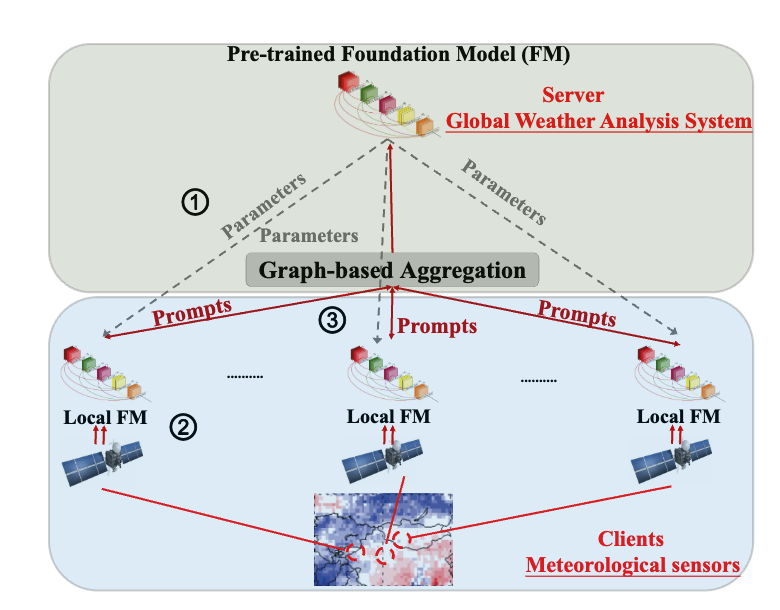 Pre-trained Foundation Model (FM)
Server
Global Weather Analysis System
①
Parameters
Parameters
Parameters
Graph-based Aggregation
Prompts
③
Prompts
Prompts
..........
..........
Local FM
Local FM
Local FM
②
Clients
Meteorological sensors